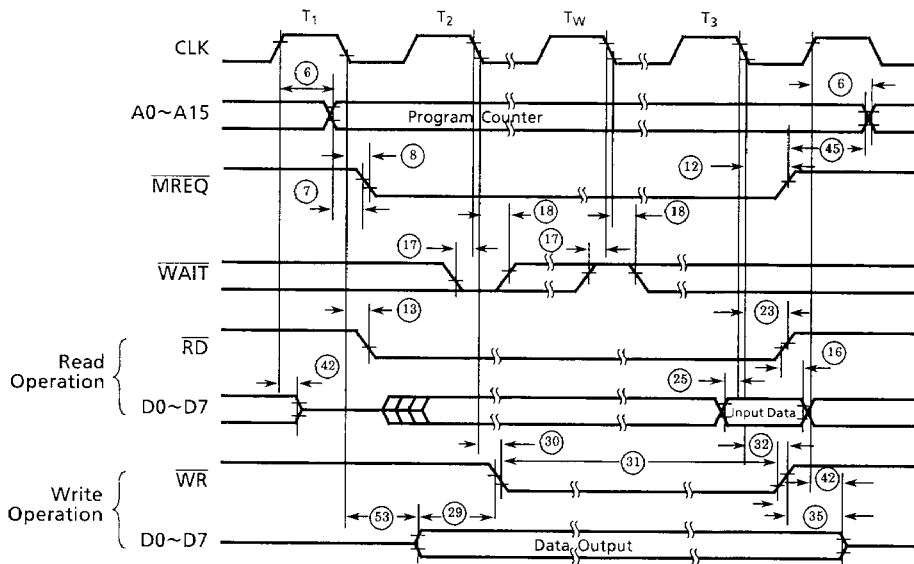 T1 T2 TW T3
CLK
6 6
A0~A15 Program Counter
8 12 45
MREQ
7 18 18
17 17
WAIT
13 23
RD
Read Operation
42 25 16
D0~D7 Input Data
30 31 32
WR
42
Write Operation
53 29 35
D0~D7 Data Output